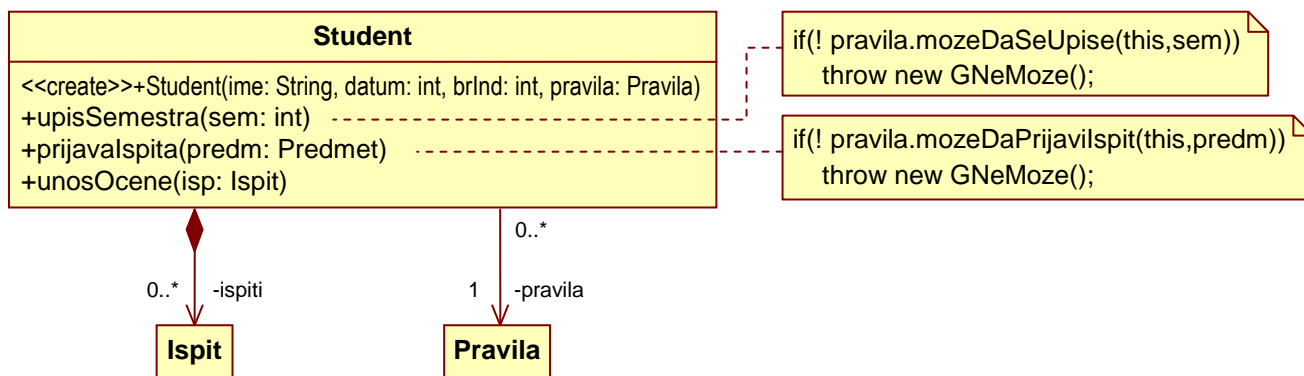 Student
<<create>>+Student(ime: String, datum: int, brInd: int, pravila: Pravila)
+upisSemestra(sem: int)
+prijavaIspita(predm: Predmet)
+unosOcene(isp: Ispit)
if(! pravila.mozeDaSeUpise(this,sem))
throw new GNeMoze();
if(! pravila.mozeDaPrijaviIspit(this,predm))
throw new GNeMoze();
0..*
0..* -ispiti
1 -pravila
Ispit
Pravila